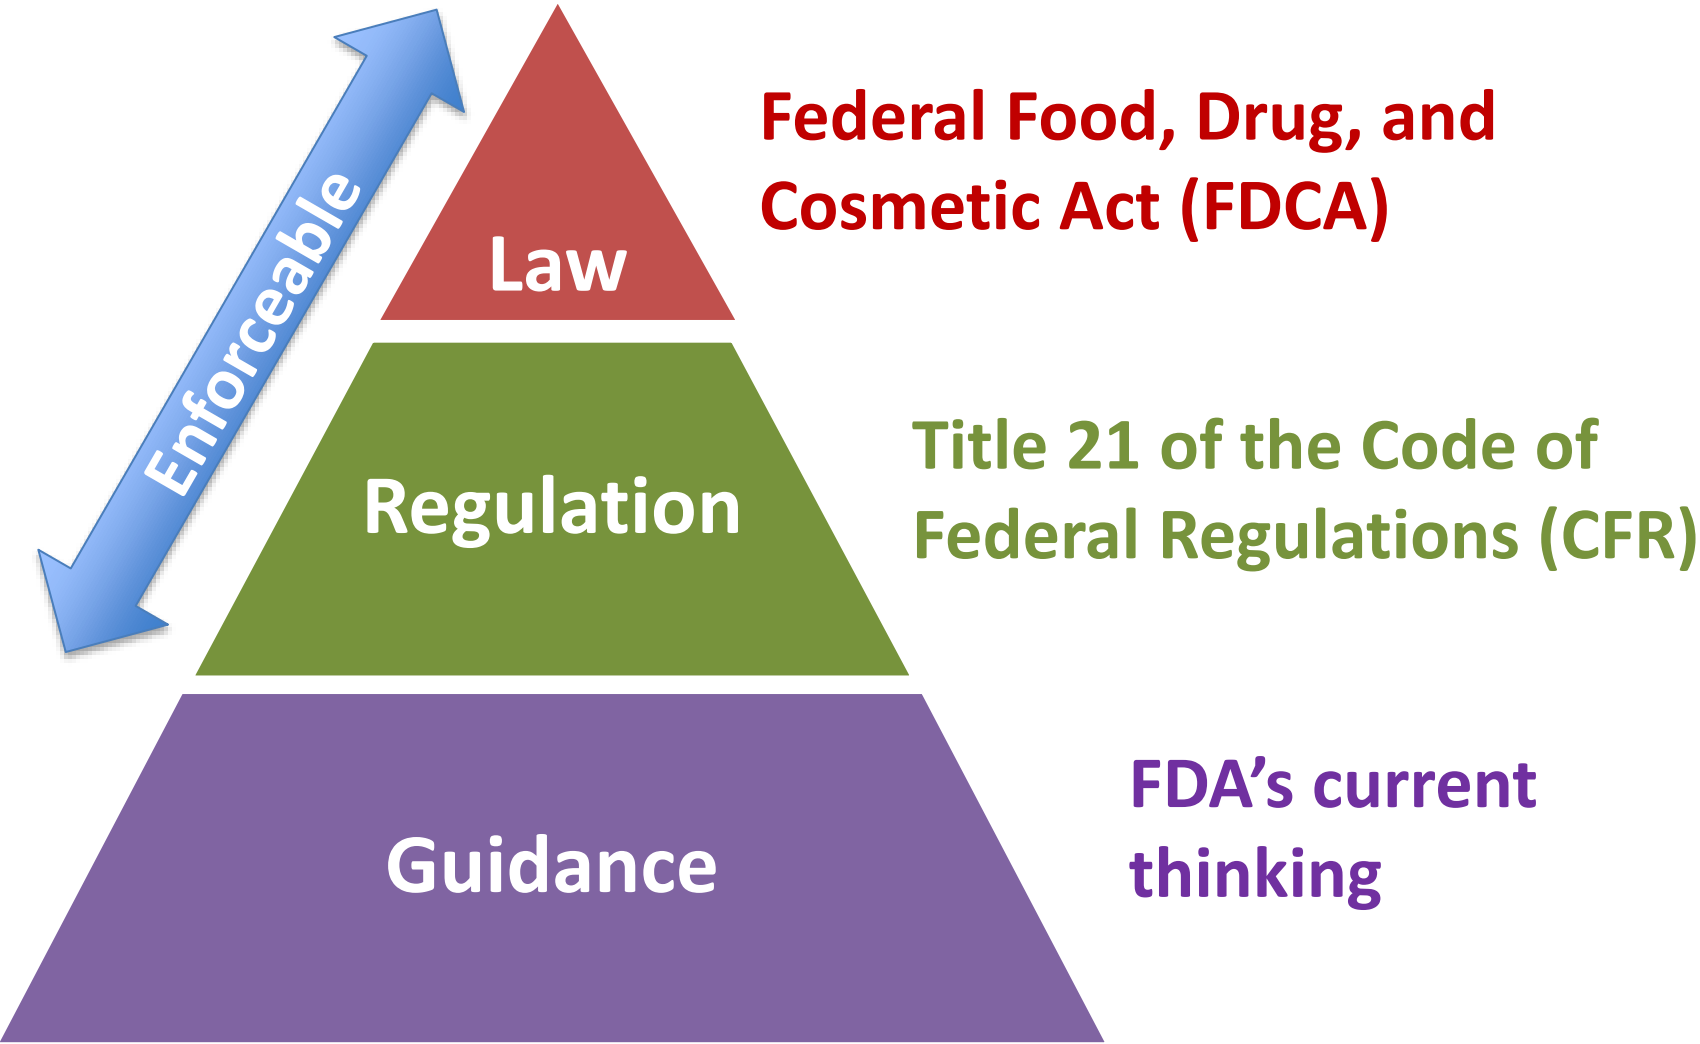 Enforceable
Law
Federal Food, Drug, and
Cosmetic Act (FDCA)
Regulation
Title 21 of the Code of
Federal Regulations (CFR)
Guidance
FDA’s current
thinking